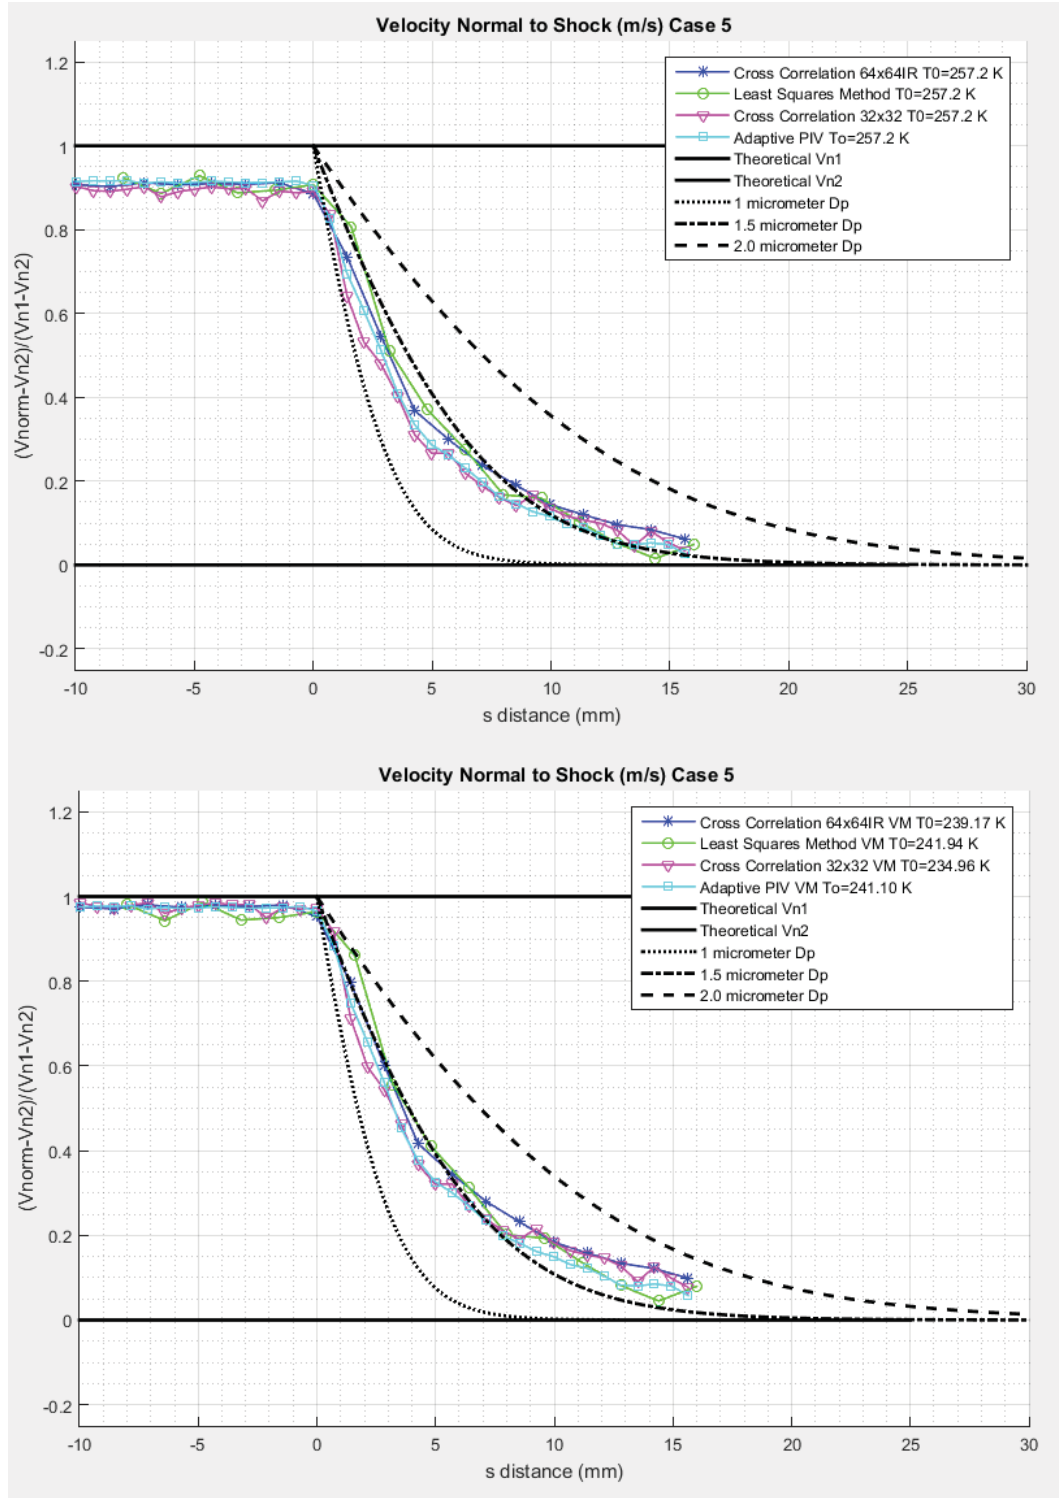 Velocity Normal to Shock (m/s) Case 5
Cross Correlation 64x64IR T0=257.2 K
Least Squares Method T0=257.2 K
Cross Correlation 32x32 T0=257.2 K
Adaptive PIV To=257.2 K
Theoretical Vn1
Theoretical Vn2
1 micrometer Dp
1.5 micrometer Dp
2.0 micrometer Dp
(Vnorm-Vn2)/(Vn1-Vn2)
1.2
1
0.8
0.6
0.4
0.2
0
-0.2
-10 -5 0 5 10 15 20 25 30
s distance (mm)
Velocity Normal to Shock (m/s) Case 5
Cross Correlation 64x64IR VM T0=239.17 K
Least Squares Method VM T0=241.94 K
Cross Correlation 32x32 VM T0=234.96 K
Adaptive PIV VM To=241.10 K
Theoretical Vn1
Theoretical Vn2
1 micrometer Dp
1.5 micrometer Dp
2.0 micrometer Dp
(Vnorm-Vn2)/(Vn1-Vn2)
1.2
1
0.8
0.6
0.4
0.2
0
-0.2
-10 -5 0 5 10 15 20 25 30
s distance (mm)